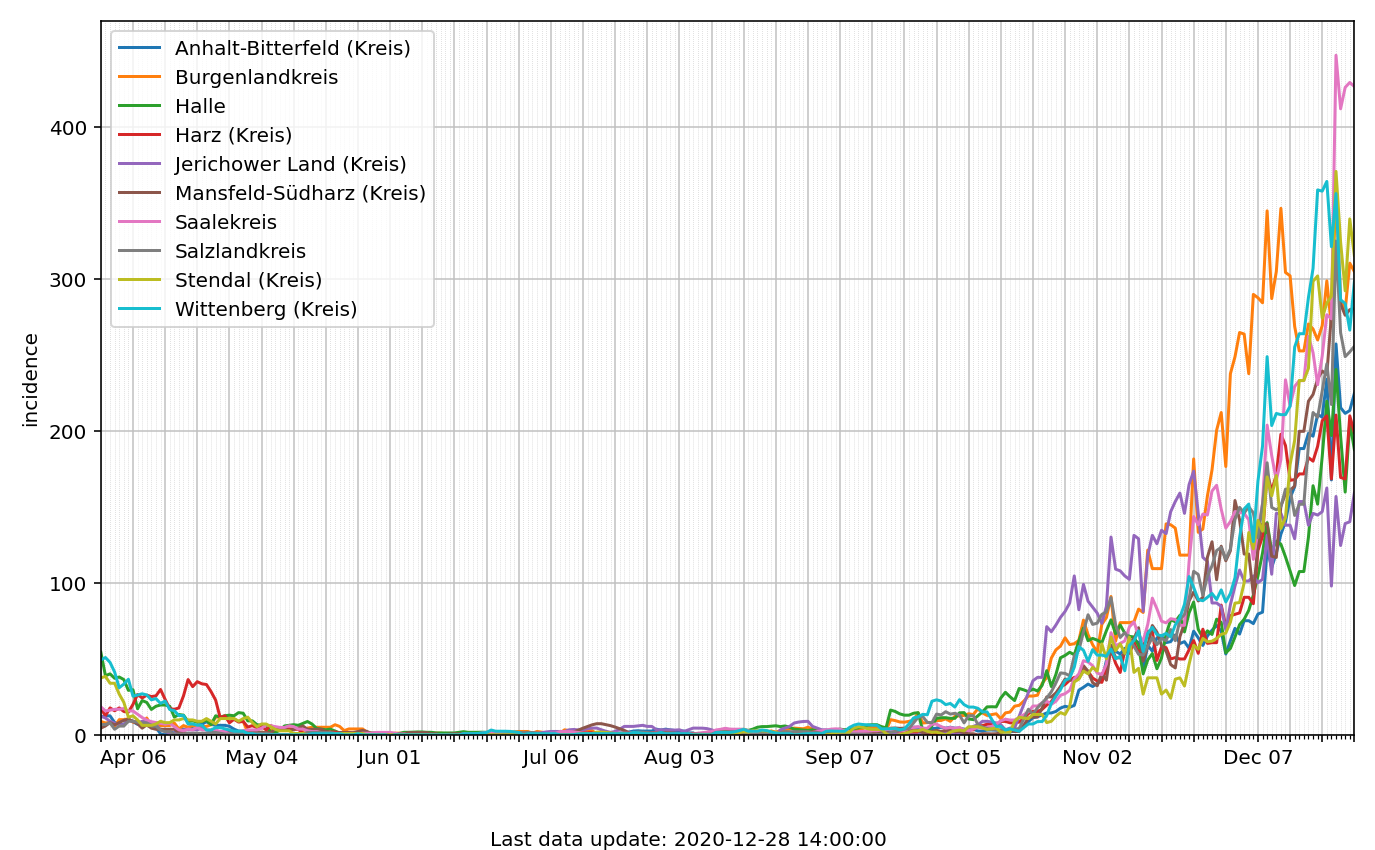 Anhalt-Bitterfeld (Kreis)
Burgenlandkreis
Halle
Harz (Kreis)
Jerichower Land (Kreis)
Mansfeld-Südharz (Kreis)
Saalekreis
Salzlandkreis
Stendal (Kreis)
Wittenberg (Kreis)
400
300
200
100
0
incidence
Apr 06 May 04 Jun 01 Jul 06 Aug 03 Sep 07 Oct 05 Nov 02 Dec 07
Last data update: 2020-12-28 14:00:00